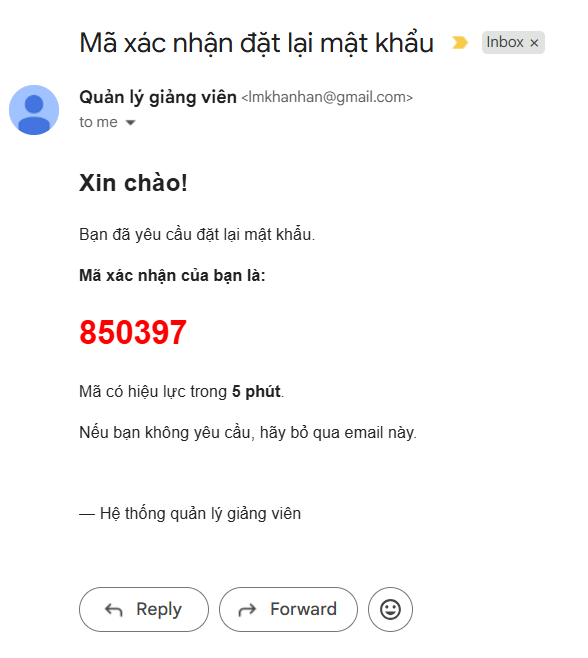 Mã xác nhận đặt lại mật khẩu
Inbox ×
Quản lý giảng viên <lmkhanhan@gmail.com>
to me
Xin chào!
Bạn đã yêu cầu đặt lại mật khẩu.
Mã xác nhận của bạn là:
850397
Mã có hiệu lực trong 5 phút.
Nếu bạn không yêu cầu, hãy bỏ qua email này.
— Hệ thống quản lý giảng viên
Reply
Forward